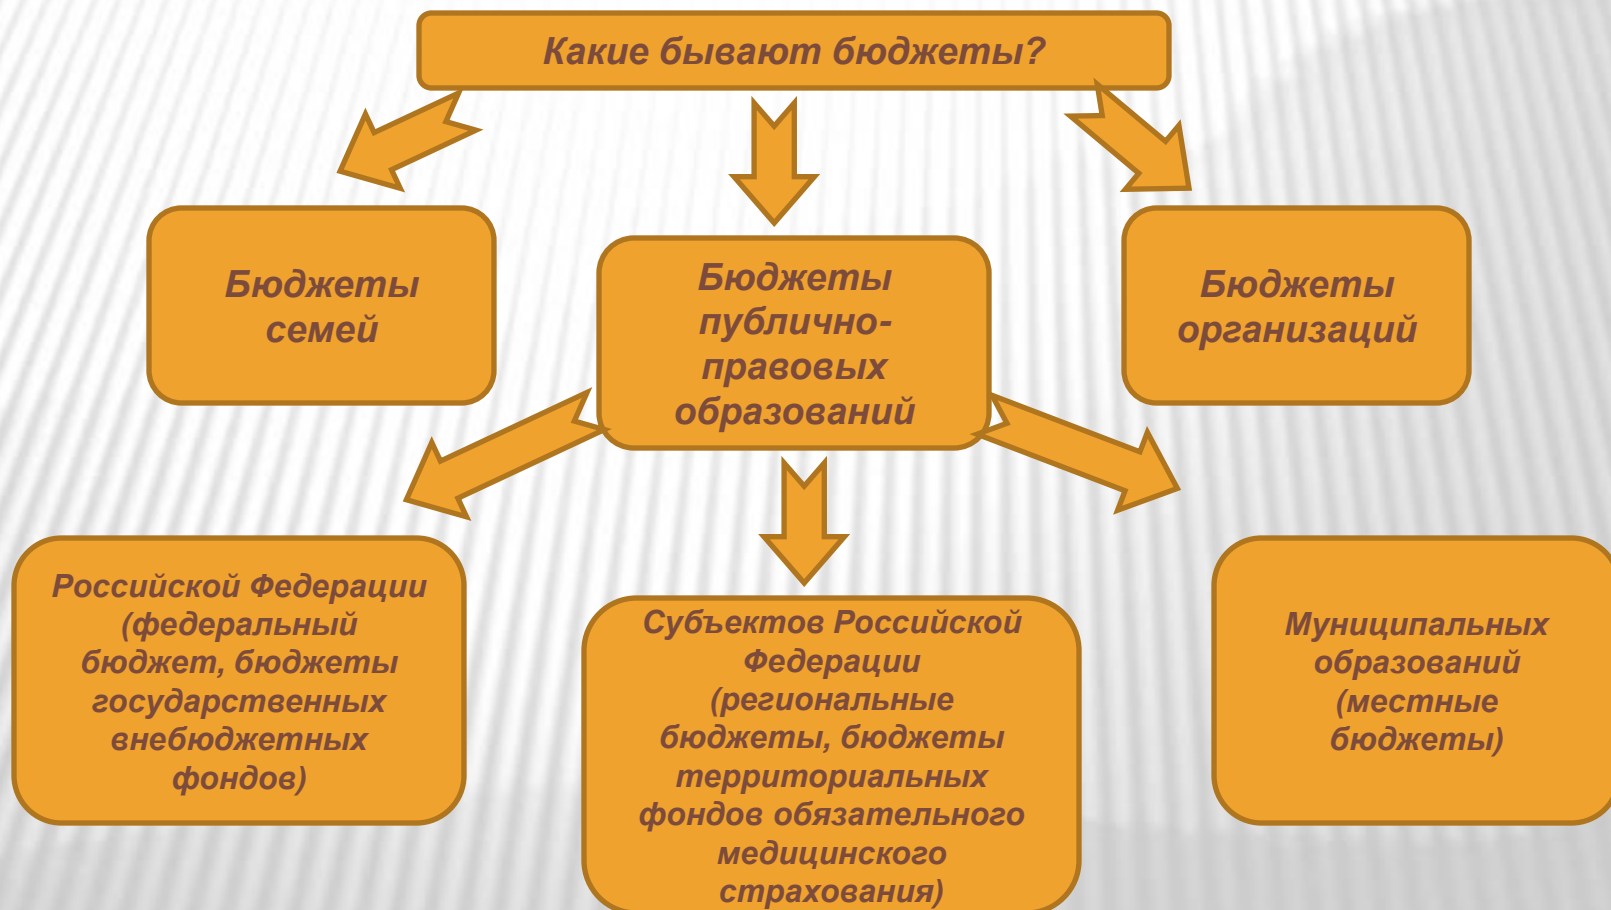 Какие бывают бюджеты?
Бюджеты
семей
Бюджеты
публично-
правовых
образований
Бюджеты
организаций
Российской Федерации
(федеральный
бюджет, бюджеты
государственных
внебюджетных
фондов)
Субъектов Российской
Федерации
(региональные
бюджеты, бюджеты
территориальных
фондов обязательного
медицинского
страхования)
Муниципальных
образований
(местные
бюджеты)